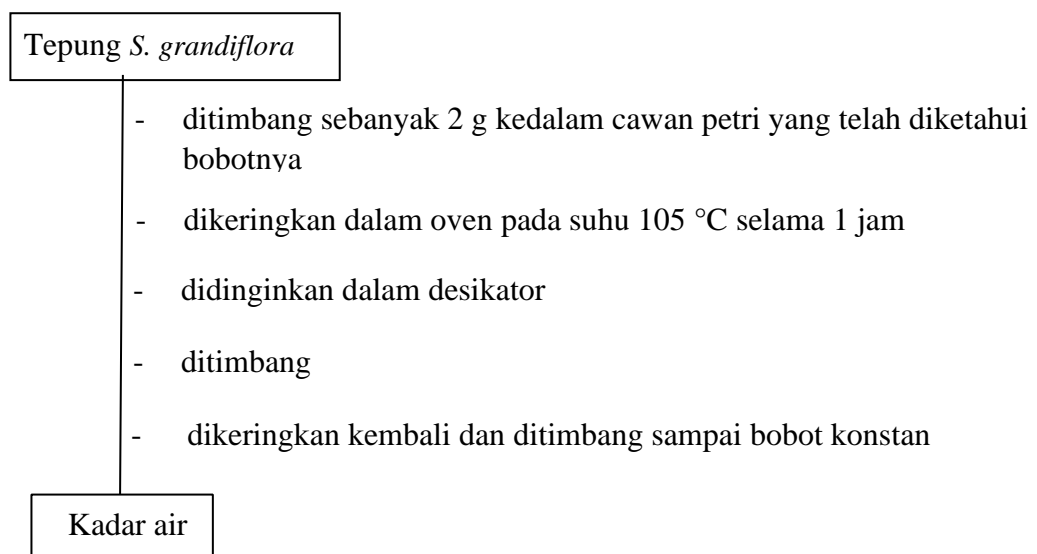 Tepung S. grandiflora
- ditimbang sebanyak 2 g kedalam cawan petri yang telah diketahui
bobotnya
- dikeringkan dalam oven pada suhu 105 °C selama 1 jam
- didinginkan dalam desikator
- ditimbang
- dikeringkan kembali dan ditimbang sampai bobot konstan
Kadar air